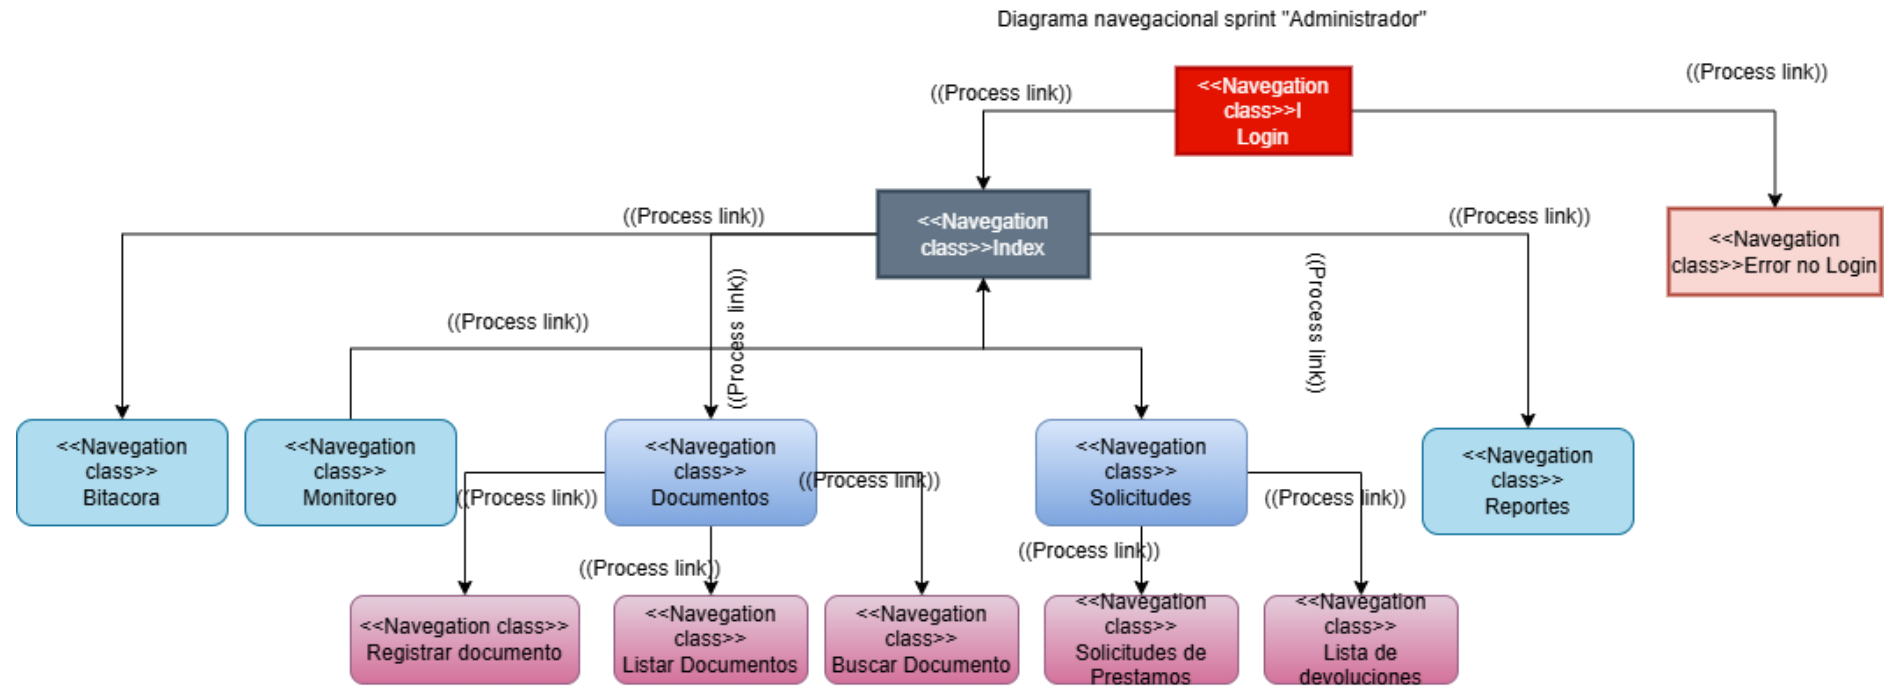 Diagrama navegacional sprint "Administrador"
((Process link))
((Process link))
<<Navegation
class>>I
Login
((Process link))
<<Navegation
class>>Index
((Process link))
<<Navegation
class>>Error no Login
((Process link))
((Process link))
((Process link))
<<Navegation
class>>
Bitacora
<<Navegation
class>>
Monitoreo
<<Navegation
class>>
Documentos
<<Navegation
class>>
Solicitudes
<<Navegation
class>>
Reportes
((Process link))
((Process link))
((Process link))
((Process link))
((Process link))
<<Navegation class>>
Registrar documento
<<Navegation
class>>
Listar Documentos
<<Navegation
class>>
Buscar Documento
<<Navegation
class>>
Solicitudes de
Prestamos
<<Navegation
class>>
Lista de
devoluciones